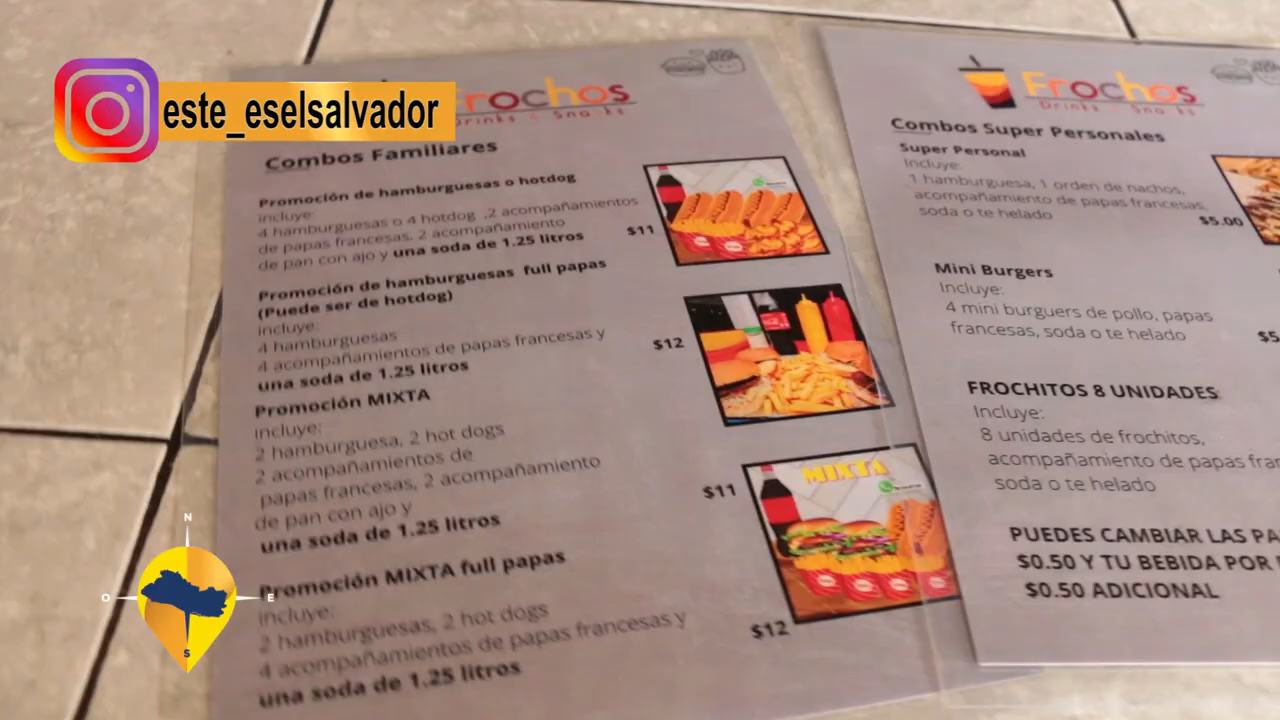 este_eselsalvador
Frochos
Drinks & Snacks
Combos Familiares
Promoción de hamburguesas o hotdog
incluye:
4 hamburguesas o 4 hotdog ,2 acompañamientos
de papas francesas, 2 acompañamiento
de pan con ajo y una soda de 1.25 litros
$11
Promoción de hamburguesas full papas
(Puede ser de hotdog)
incluye:
4 hamburguesas
4 acompañamientos de papas francesas y
una soda de 1.25 litros
$12
Promoción MIXTA
incluye:
2 hamburguesa, 2 hot dogs
2 acompañamientos de
papas francesas, 2 acompañamiento
de pan con ajo y
una soda de 1.25 litros
$11
MIXTA
Promoción MIXTA full papas
incluye:
2 hamburguesas, 2 hot dogs
4 acompañamientos de papas francesas y
una soda de 1.25 litros
$12
Frochos
Drinks & Snacks
Combos Super Personales
Super Personal
Incluye:
1 hamburguesa, 1 orden de nachos,
acompañamiento de papas francesas,
soda o te helado
$5.00
Mini Burgers
Incluye:
4 mini burguers de pollo, papas
francesas, soda o te helado
$5
FROCHITOS 8 UNIDADES
Incluye:
8 unidades de frochitos,
acompañamiento de papas fran
soda o te helado
PUEDES CAMBIAR LAS PA
$0.50 Y TU BEBIDA POR
$0.50 ADICIONAL
N
O
E
S